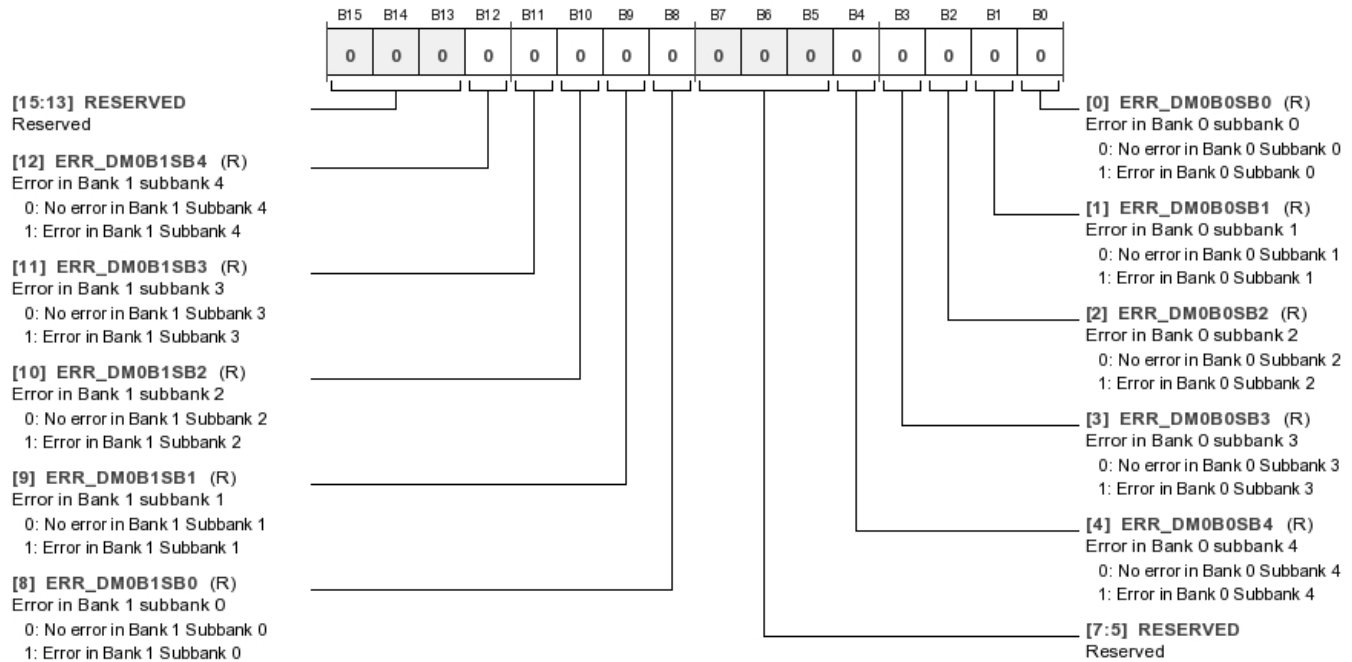 B15 B14 B13 B12 B11 B10 B9 B8 B7 B6 B5 B4 B3 B2 B1 B0
0 0 0 0 0 0 0 0 0 0 0 0 0 0 0 0
[15:13] RESERVED
Reserved
[12] ERR_DM0B1SB4 (R)
Error in Bank 1 subbank 4
0: No error in Bank 1 Subbank 4
1: Error in Bank 1 Subbank 4
[11] ERR_DM0B1SB3 (R)
Error in Bank 1 subbank 3
0: No error in Bank 1 Subbank 3
1: Error in Bank 1 Subbank 3
[10] ERR_DM0B1SB2 (R)
Error in Bank 1 subbank 2
0: No error in Bank 1 Subbank 2
1: Error in Bank 1 Subbank 2
[9] ERR_DM0B1SB1 (R)
Error in Bank 1 subbank 1
0: No error in Bank 1 Subbank 1
1: Error in Bank 1 Subbank 1
[8] ERR_DM0B1SB0 (R)
Error in Bank 1 subbank 0
0: No error in Bank 1 Subbank 0
1: Error in Bank 1 Subbank 0
[0] ERR_DM0B0SB0 (R)
Error in Bank 0 subbank 0
0: No error in Bank 0 Subbank 0
1: Error in Bank 0 Subbank 0
[1] ERR_DM0B0SB1 (R)
Error in Bank 0 subbank 1
0: No error in Bank 0 Subbank 1
1: Error in Bank 0 Subbank 1
[2] ERR_DM0B0SB2 (R)
Error in Bank 0 subbank 2
0: No error in Bank 0 Subbank 2
1: Error in Bank 0 Subbank 2
[3] ERR_DM0B0SB3 (R)
Error in Bank 0 subbank 3
0: No error in Bank 0 Subbank 3
1: Error in Bank 0 Subbank 3
[4] ERR_DM0B0SB4 (R)
Error in Bank 0 subbank 4
0: No error in Bank 0 Subbank 4
1: Error in Bank 0 Subbank 4
[7:5] RESERVED
Reserved